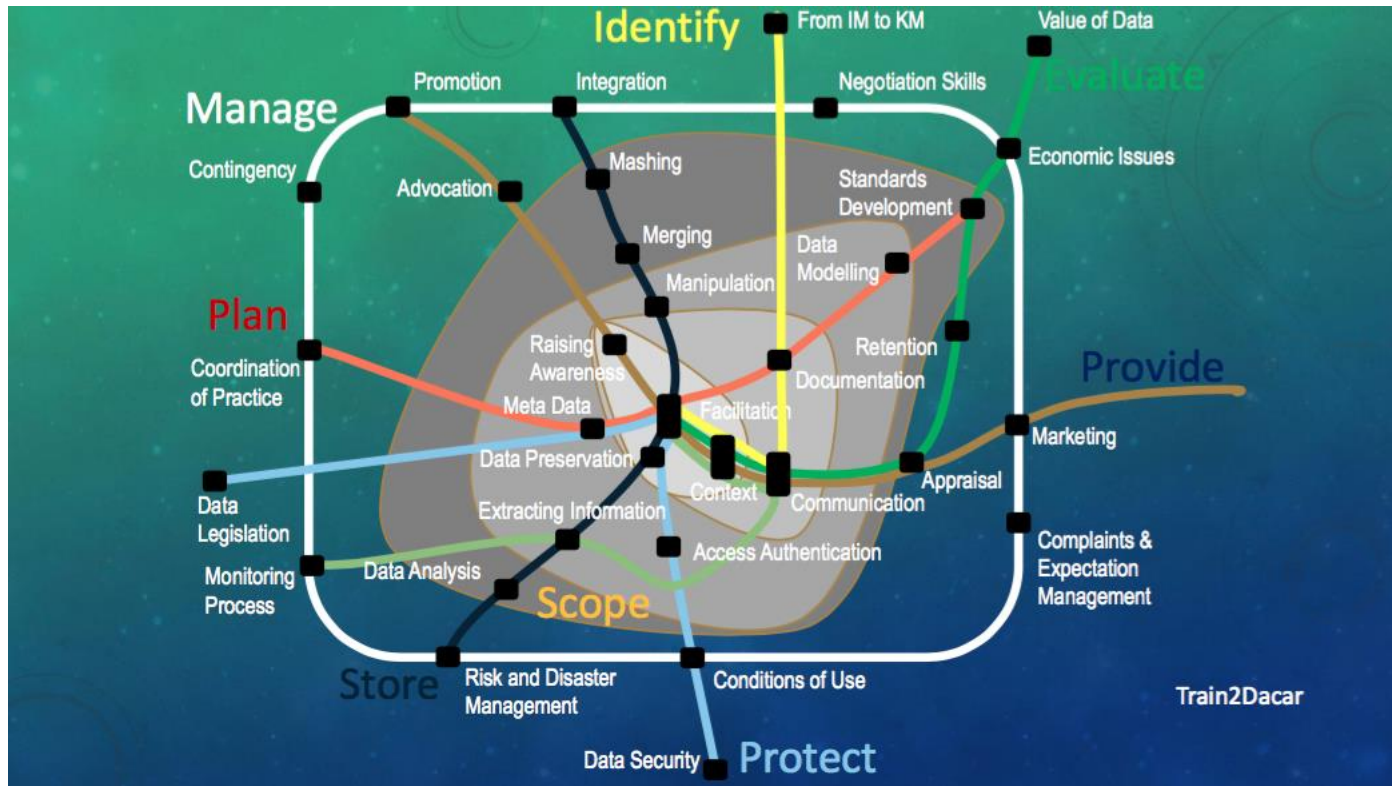 Identify
From IM to KM
Value of Data
Evaluate
Promotion
Integration
Negotiation Skills
Manage
Contingency
Mashing
Economic Issues
Advocation
Standards
Development
Merging
Data
Modelling
Manipulation
Plan
Raising
Awareness
Retention
Coordination
of Practice
Documentation
Provide
Meta Data
Facilitation
Marketing
Data Preservation
Appraisal
Context
Communication
Data
Legislation
Extracting Information
Access Authentication
Complaints &
Expectation
Management
Monitoring
Process
Data Analysis
Scope
Store
Risk and Disaster
Management
Conditions of Use
Train2Dacar
Data Security
Protect